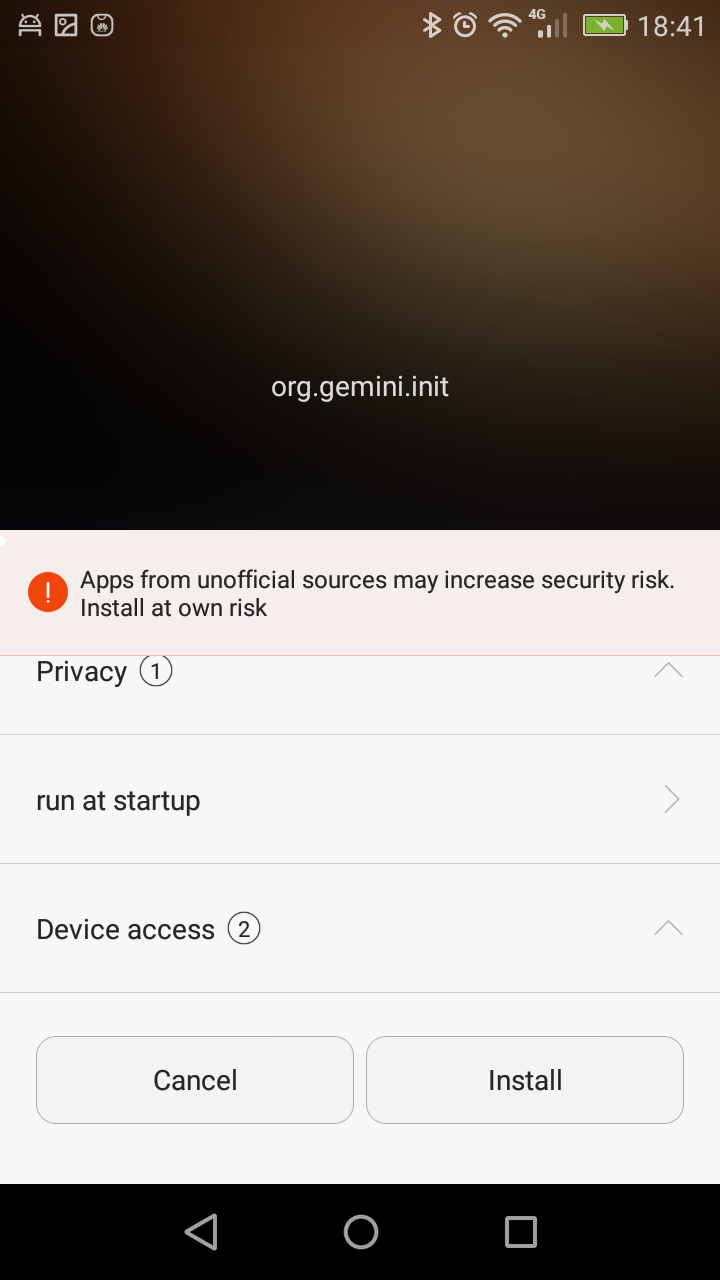 4G
18:41
org.gemini.init
Apps from unofficial sources may increase security risk.
Install at own risk
Privacy 1
run at startup
Device access 2
Cancel Install